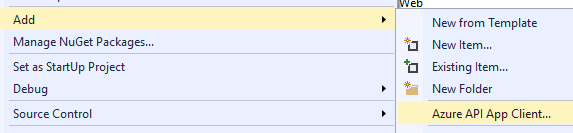 Web
Add
New from Template
Manage NuGet Packages...
New Item...
Set as StartUp Project
Existing Item...
Debug
New Folder
Source Control
Azure API App Client...